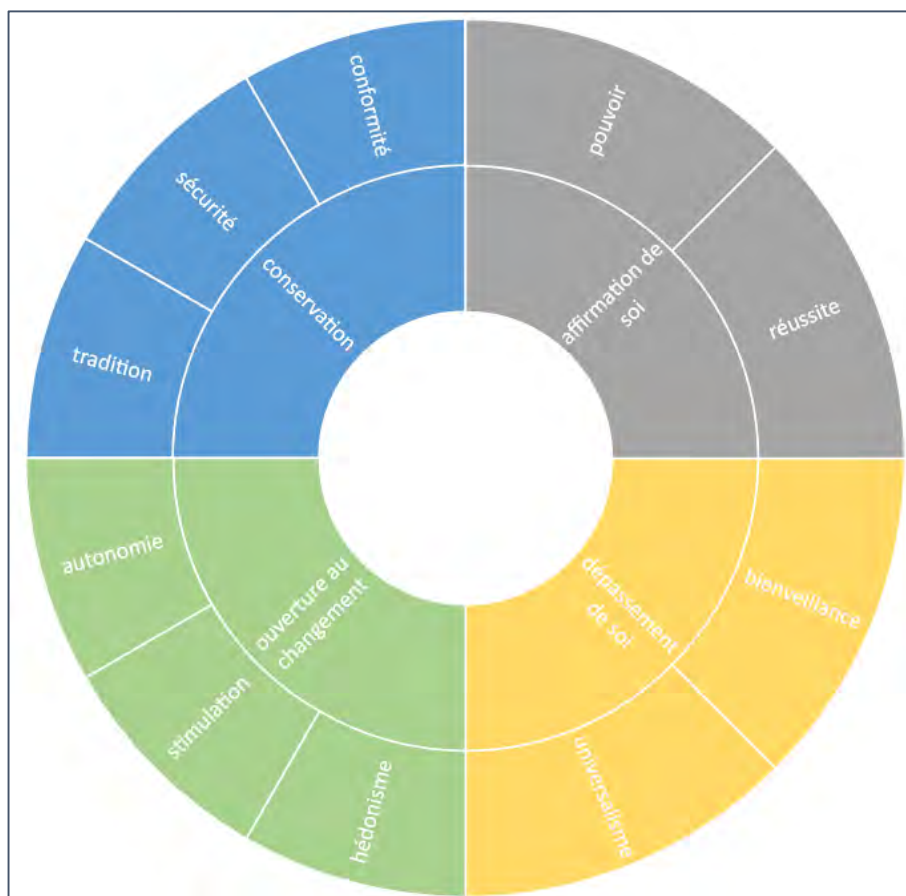 conformité
pouvoir
sécurité
réussite
tradition
conservation
affirmation de
soi
autonomie
ouverture au
changement
dépassement
de soi
bienveillance
stimulation
hédonisme
universalisme